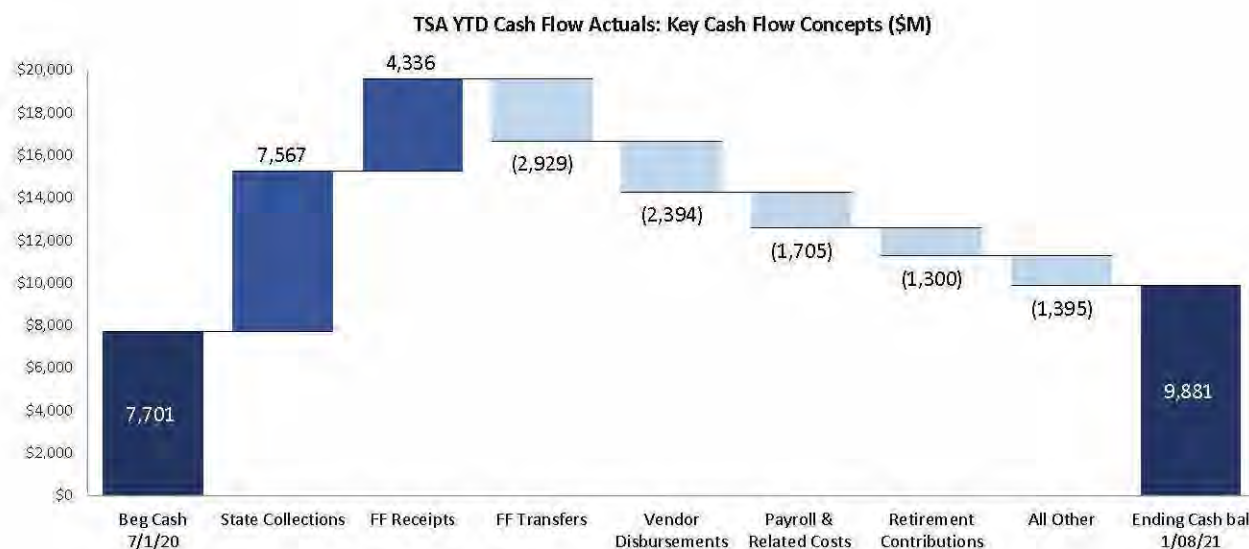 TSA YTD Cash Flow Actuals: Key Cash Flow Concepts ($M)
$20,000
$18,000
$16,000
$14,000
$12,000
$10,000
$8,000
$6,000
$4,000
$2,000
$0
7,701
7,567
4,336
(2,929)
(2,394)
(1,705)
(1,300)
(1,395)
9,881
Beg Cash
7/1/20
State Collections
FF Receipts
FF Transfers
Vendor
Disbursements
Payroll &
Related Costs
Retirement
Contributions
All Other
Ending Cash bal
1/08/21